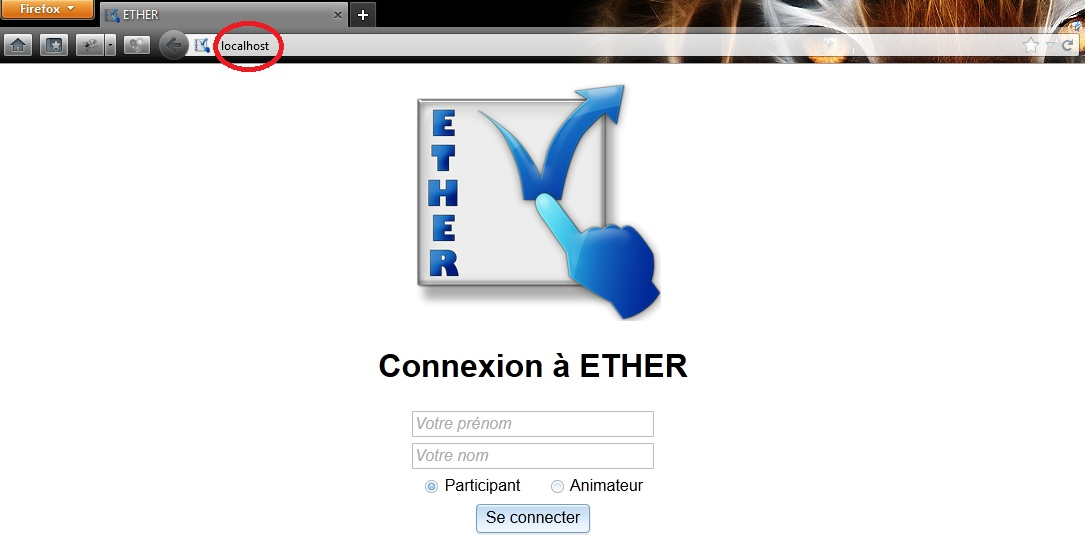 Firefox
ETHER
localhost
E
T
H
E
R
Connexion à ETHER
Votre prénom
Votre nom
Participant Animateur
Se connecter